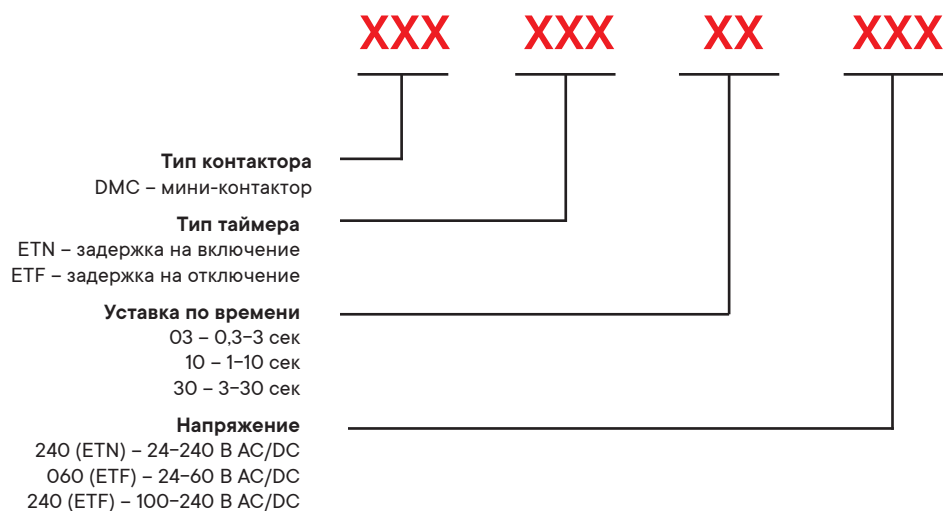 XXX XXX XX XXX
Тип контактора
DMC – мини-контактор
Тип таймера
ETN – задержка на включение
ETF – задержка на отключение
Уставка по времени
03 – 0,3–3 сек
10 – 1–10 сек
30 – 3–30 сек
Напряжение
240 (ETN) – 24–240 В AC/DC
060 (ETF) – 24–60 В AC/DC
240 (ETF) – 100–240 В AC/DC